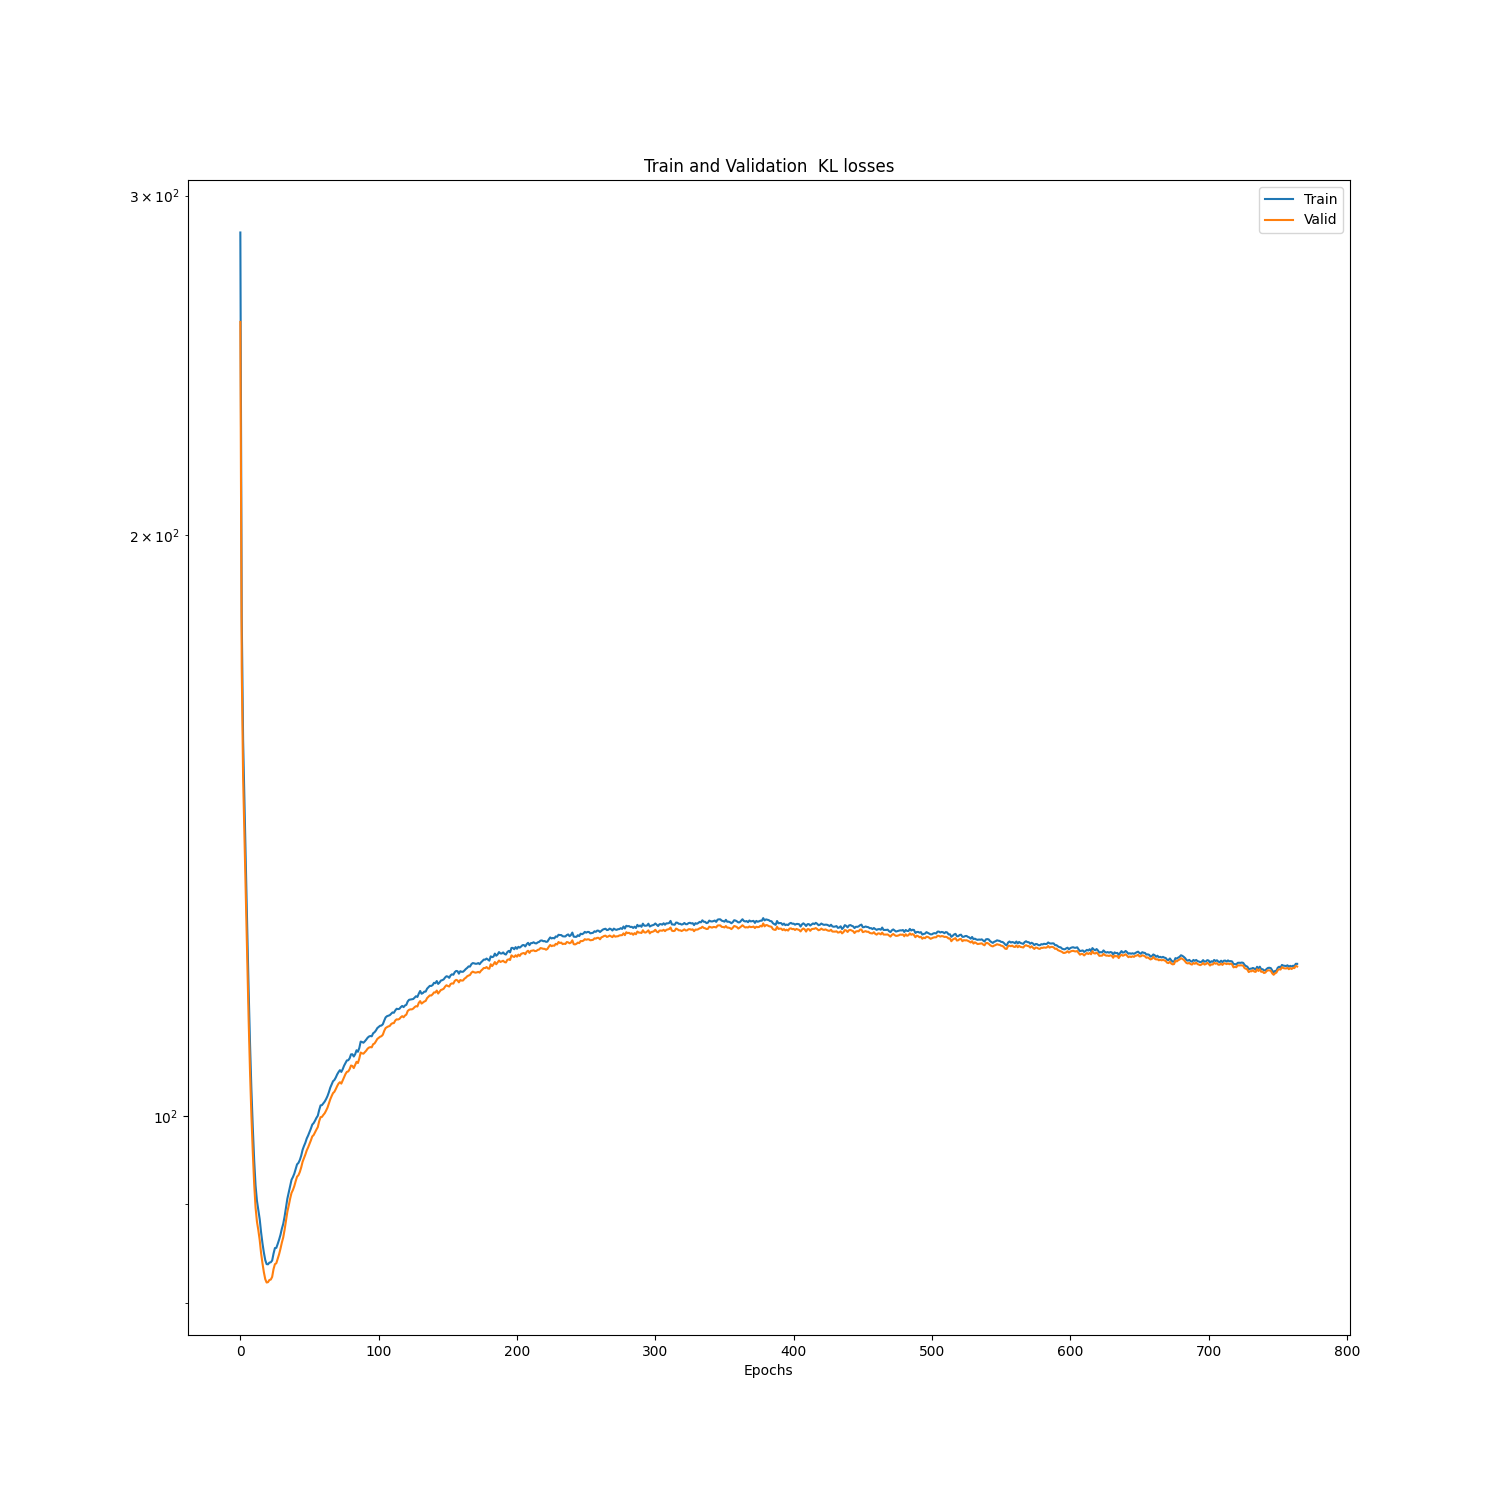 Train and Validation  KL losses
3 × 10²
Train
Valid
2 × 10²
10²
0 100 200 300 400 500 600 700 800
Epochs